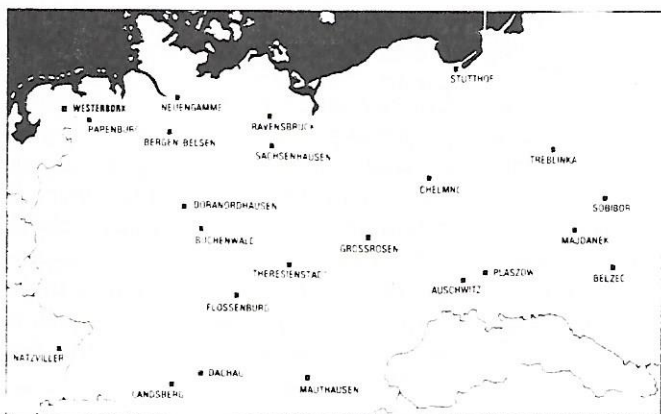 STUTTHOF
NEUENGAMME
WESTERBORK
RAVENSBRUCK
PAPENBURG
BERGEN-BELSEN
SACHSENHAUSEN
TREBLINKA
CHELMNO
SOBIBOR
DORANORDHAUSEN
BUCHENWALD
MAJDANEK
GROSSROSEN
BELZEC
THERESIENSTADT
PLASZOW
AUSCHWITZ
FLOSSENBURG
NATZVILLER
DACHAU
MAUTHAUSEN
LANDSBERG